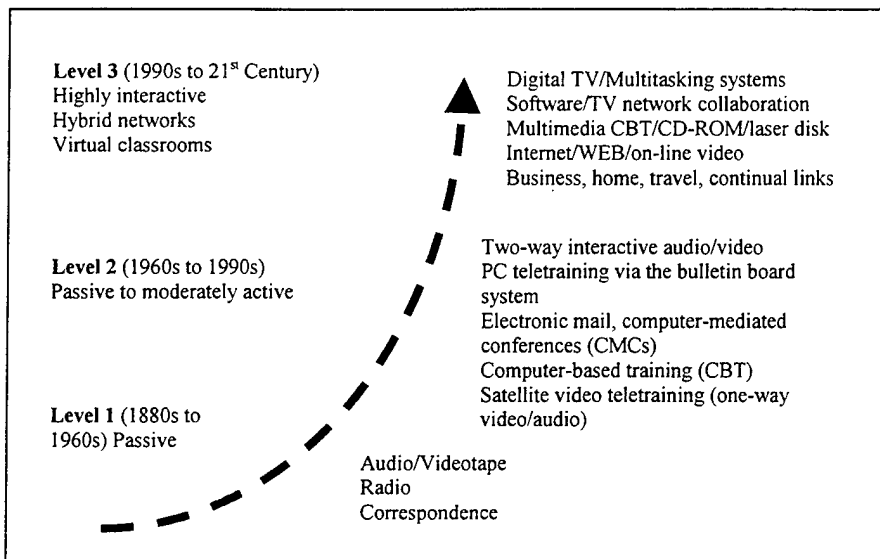 Level 3 (1990s to 21st Century)
Highly interactive
Hybrid networks
Virtual classrooms
Digital TV/Multitasking systems
Software/TV network collaboration
Multimedia CBT/CD-ROM/laser disk
Internet/WEB/on-line video
Business, home, travel, continual links
Level 2 (1960s to 1990s)
Passive to moderately active
Two-way interactive audio/video
PC teletraining via the bulletin board
system
Electronic mail, computer-mediated
conferences (CMCs)
Computer-based training (CBT)
Satellite video teletraining (one-way
video/audio)
Level 1 (1880s to
1960s) Passive
Audio/Videotape
Radio
Correspondence